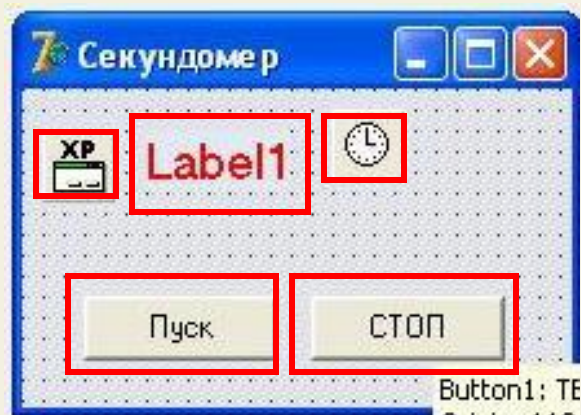 Секундомер
XP
Label1
Пуск
СТОП
Button1: TB